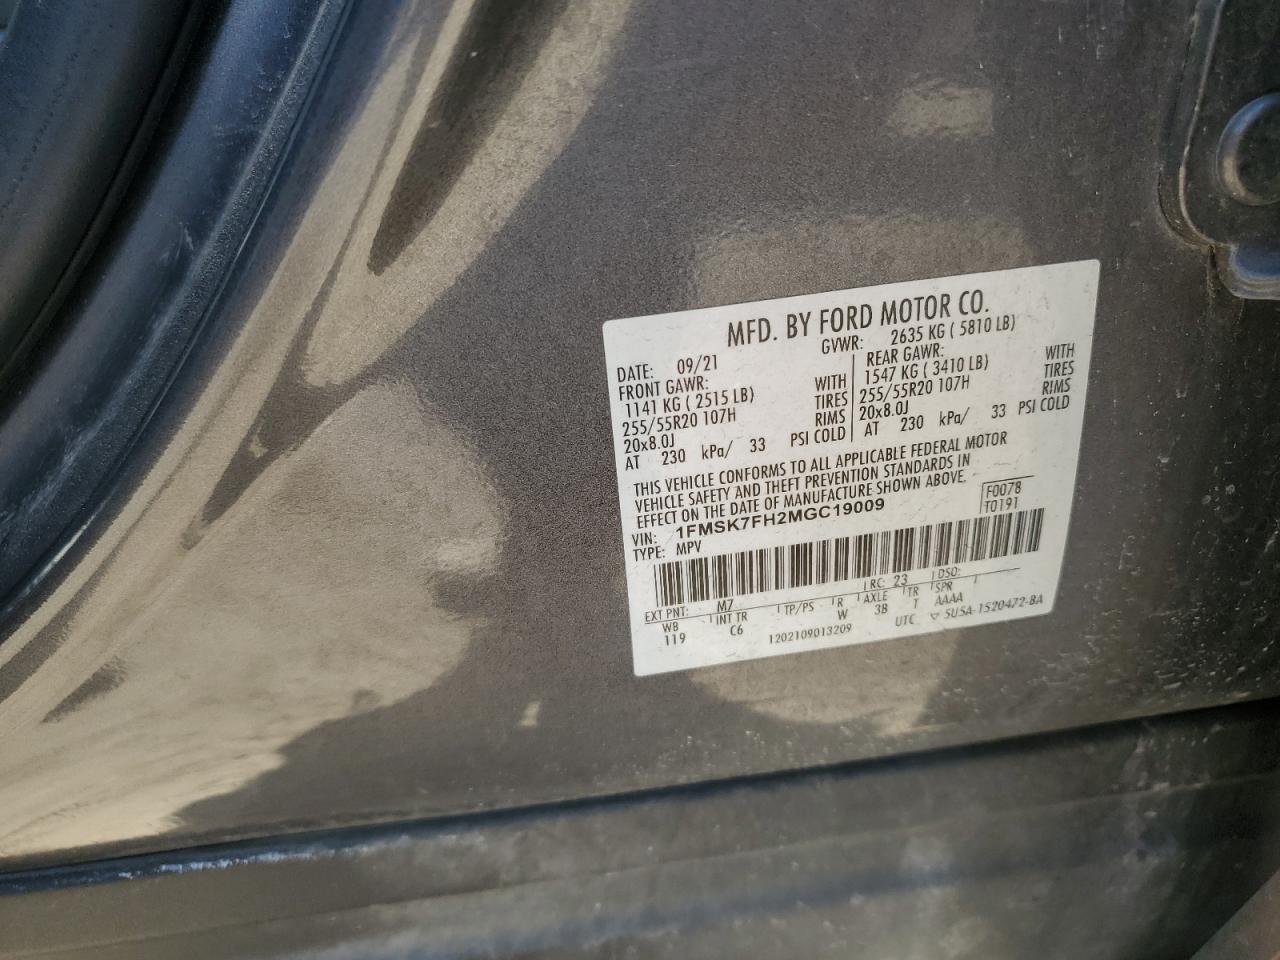 MFD. BY FORD MOTOR CO.
DATE: 09/21 GVWR: 2635 KG ( 5810 LB)
FRONT GAWR: REAR GAWR:
1141 KG ( 2515 LB) WITH 1547 KG ( 3410 LB) WITH
255/55R20 107H TIRES 255/55R20 107H TIRES
20x8.0J RIMS 20x8.0J RIMS
AT 230 kPa/ 33 PSI COLD AT 230 kPa/ 33 PSI COLD
THIS VEHICLE CONFORMS TO ALL APPLICABLE FEDERAL MOTOR
VEHICLE SAFETY AND THEFT PREVENTION STANDARDS IN
EFFECT ON THE DATE OF MANUFACTURE SHOWN ABOVE.
F0078
VIN: 1FMSK7FH2MGC19009 T0191
TYPE: MPV
EXT PNT: M7 RC: 23 DSO:
WB INT TR TP/PS R AXLE TR SPR
119 C6 W 3B T AAAA
1202109013209 UTC ▽ 5U5A-1520472-BA